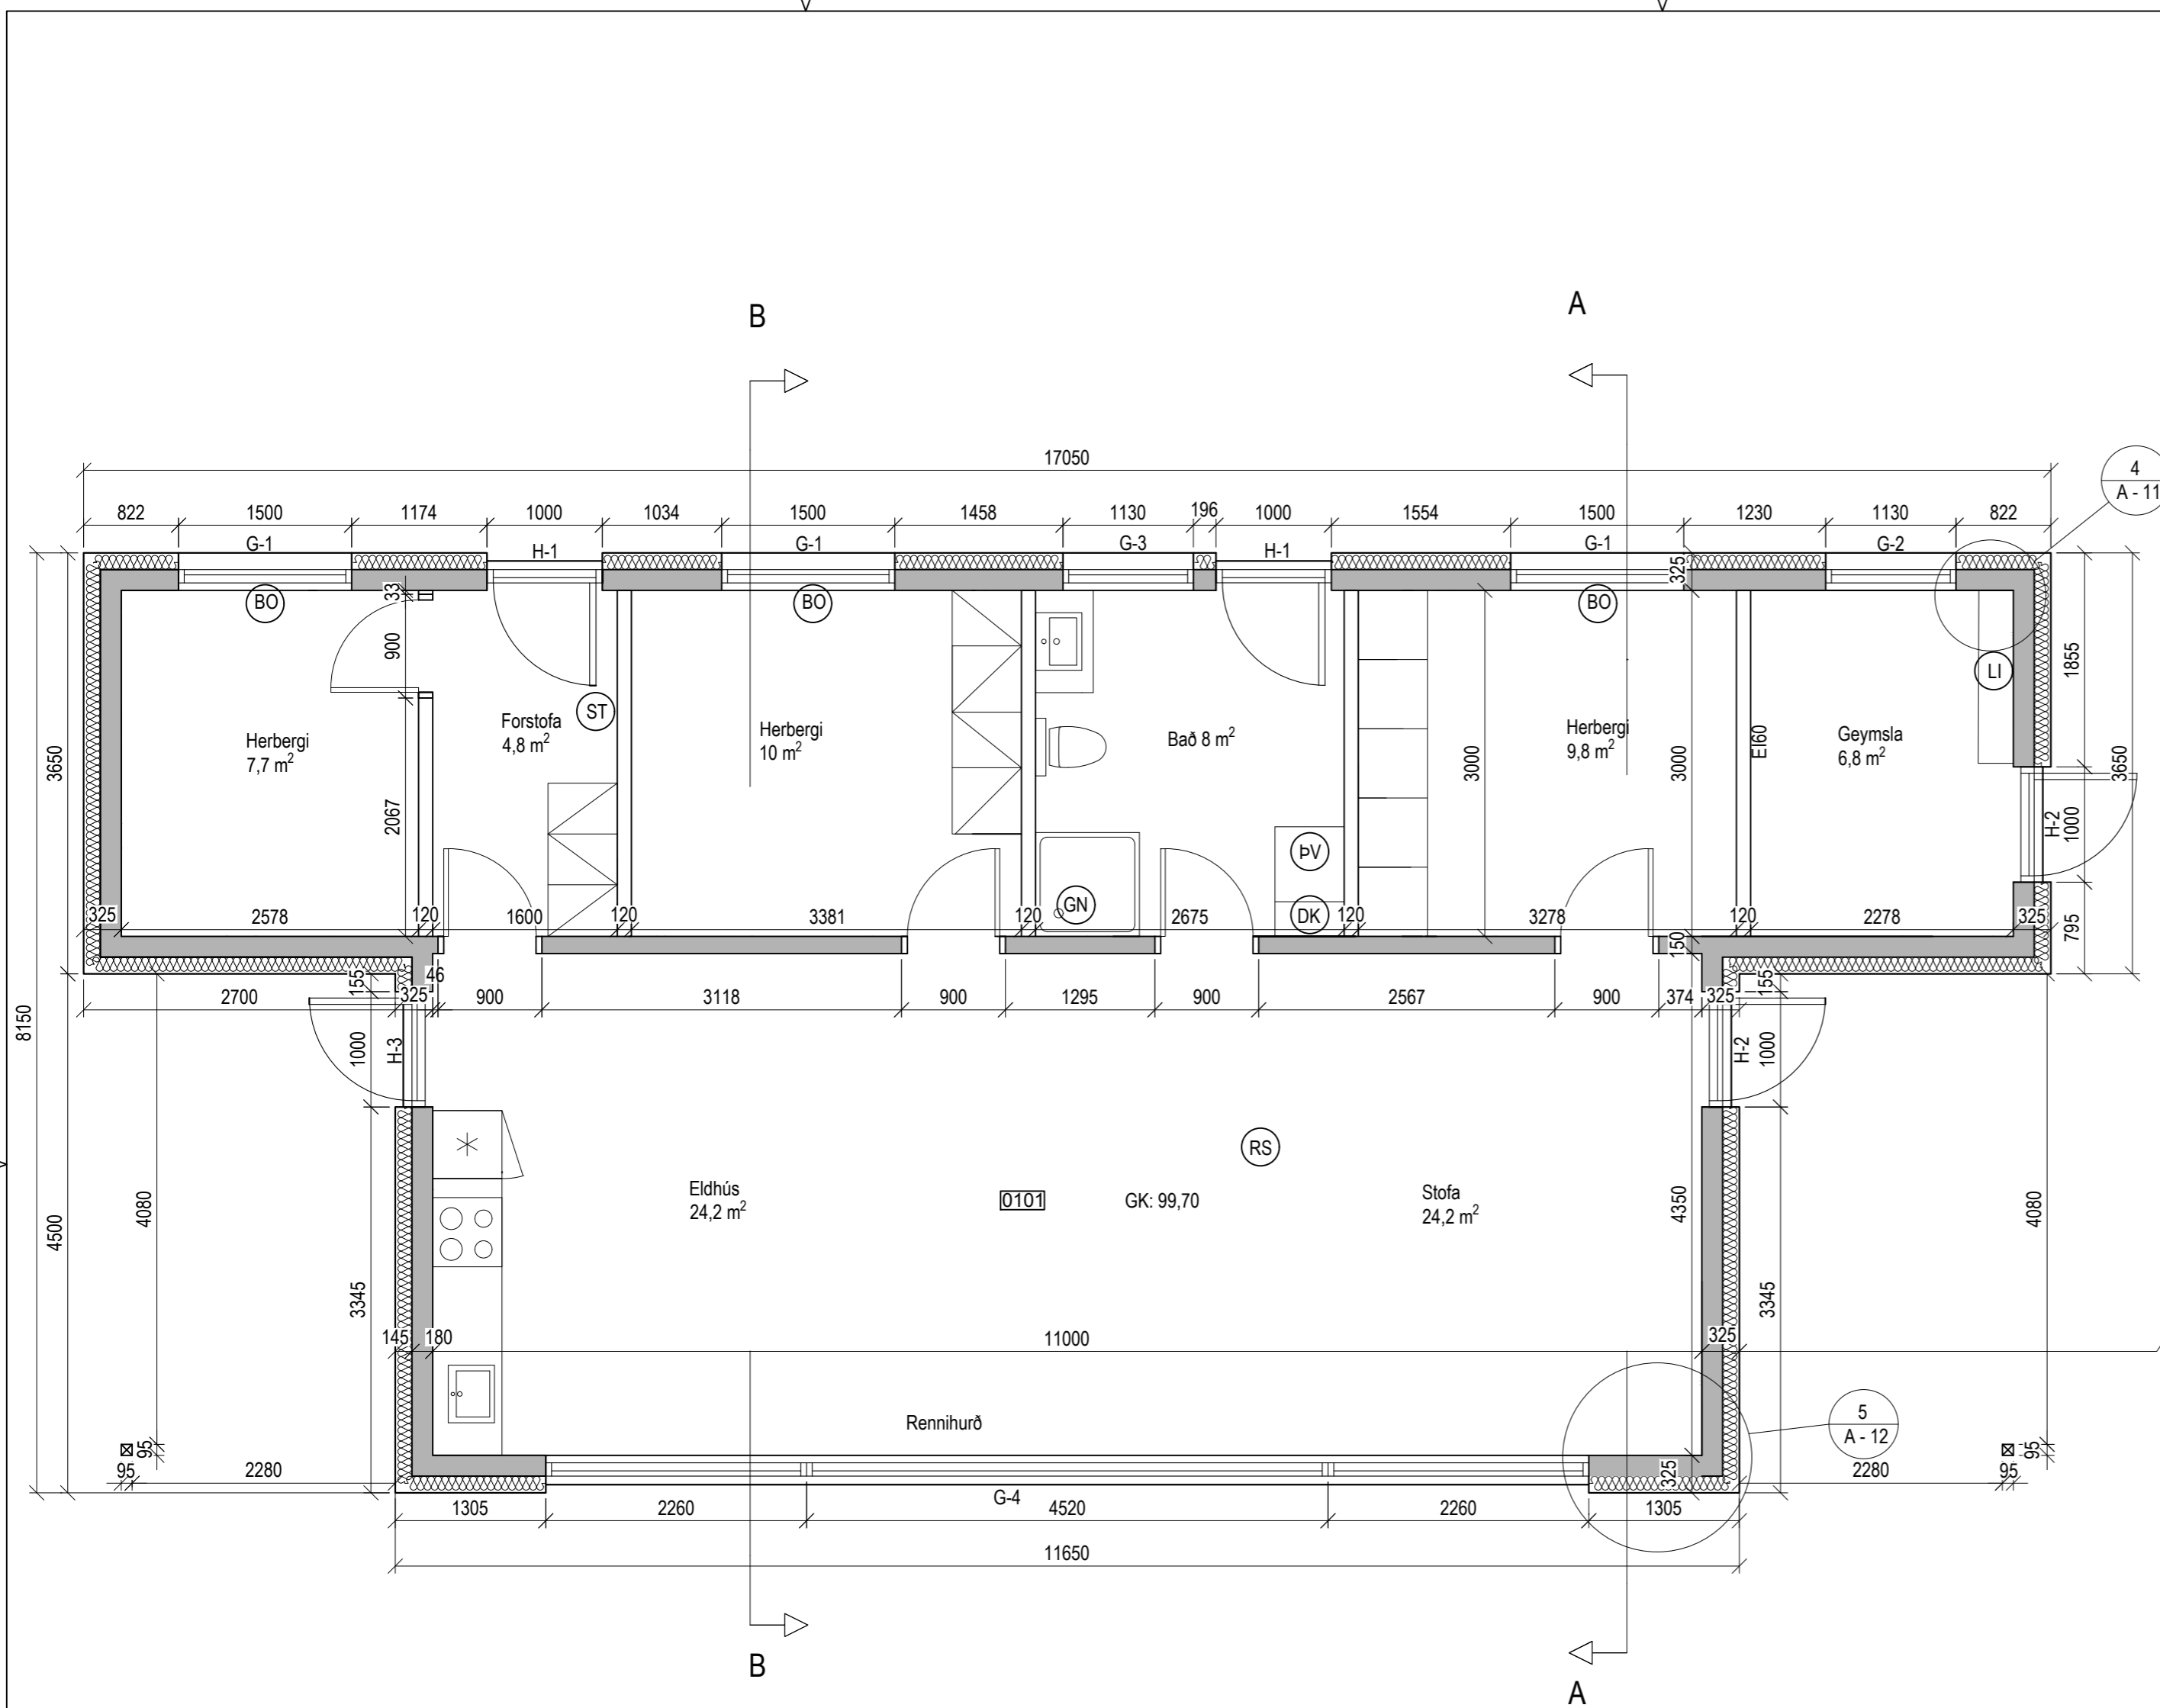 B
A
17050
4
A - 11
822
1500
1174
1000
1034
1500
1458
1130
196
1000
1554
1500
1230
1130
822
G-1
H-1
G-1
G-3
H-1
G-1
G-2
BO
BO
BO
33
900
325
1855
LI
ST
Forstofa
4,8 m²
Herbergi
7,7 m²
Herbergi
10 m²
Bað 8 m²
Herbergi
9,8 m²
Geymsla
6,8 m²
EI60
3650
2067
3000
3000
3650
H-2
1000
ÞV
GN
DK
325
2578
120
1600
120
3381
120
2675
120
3278
120
2278
325
795
150
155
46
325
155
2700
900
3118
900
1295
900
2567
900
374
325
8150
1000
H-3
H-2
1000
RS
Eldhús
24,2 m²
0101
GK: 99,70
Stofa
24,2 m²
4500
4080
4350
4080
3345
3345
145
180
11000
325
Rennihurð
5
A - 12
95
95
2280
325
2280
95
95
G-4
1305
2260
4520
2260
1305
11650
B
A